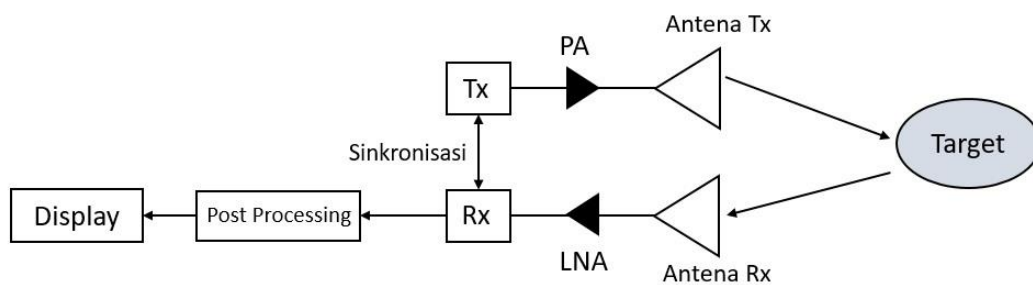 Antena Tx
PA
Tx
Sinkronisasi
Target
Display
Post Processing
Rx
LNA
Antena Rx